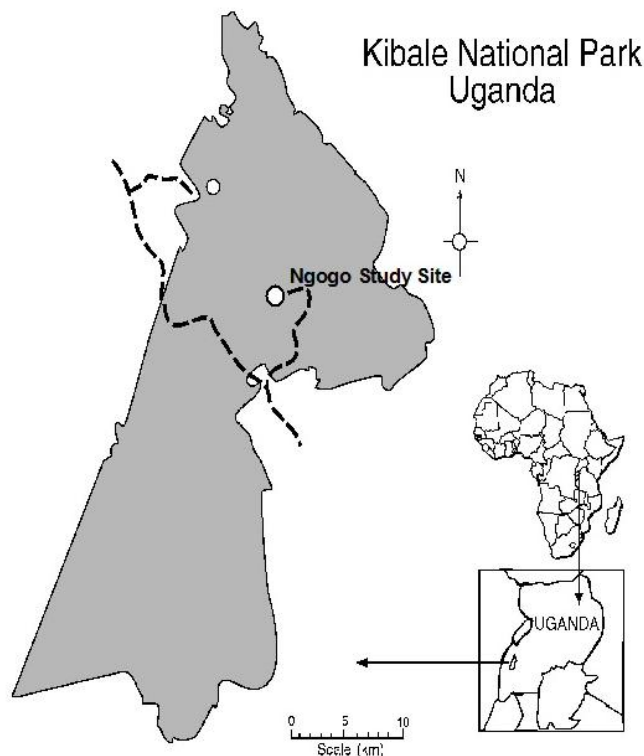 Kibale National Park
Uganda
N
Ngogo Study Site
UGANDA
0 5 10
Scale (km)